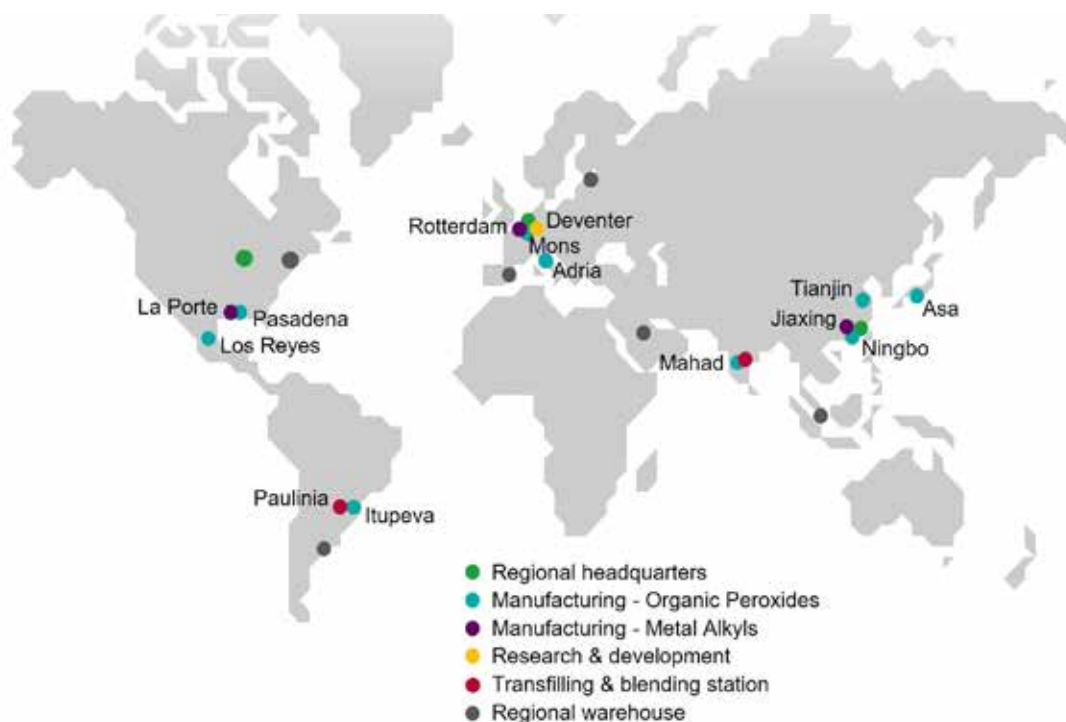 Rotterdam
Deventer
Mons
Adria
La Porte
Pasadena
Los Reyes
Tianjin
Asa
Jiaxing
Ningbo
Mahad
Paulinia
Itupeva
Regional headquarters
Manufacturing - Organic Peroxides
Manufacturing - Metal Alkyls
Research & development
Transfilling & blending station
Regional warehouse